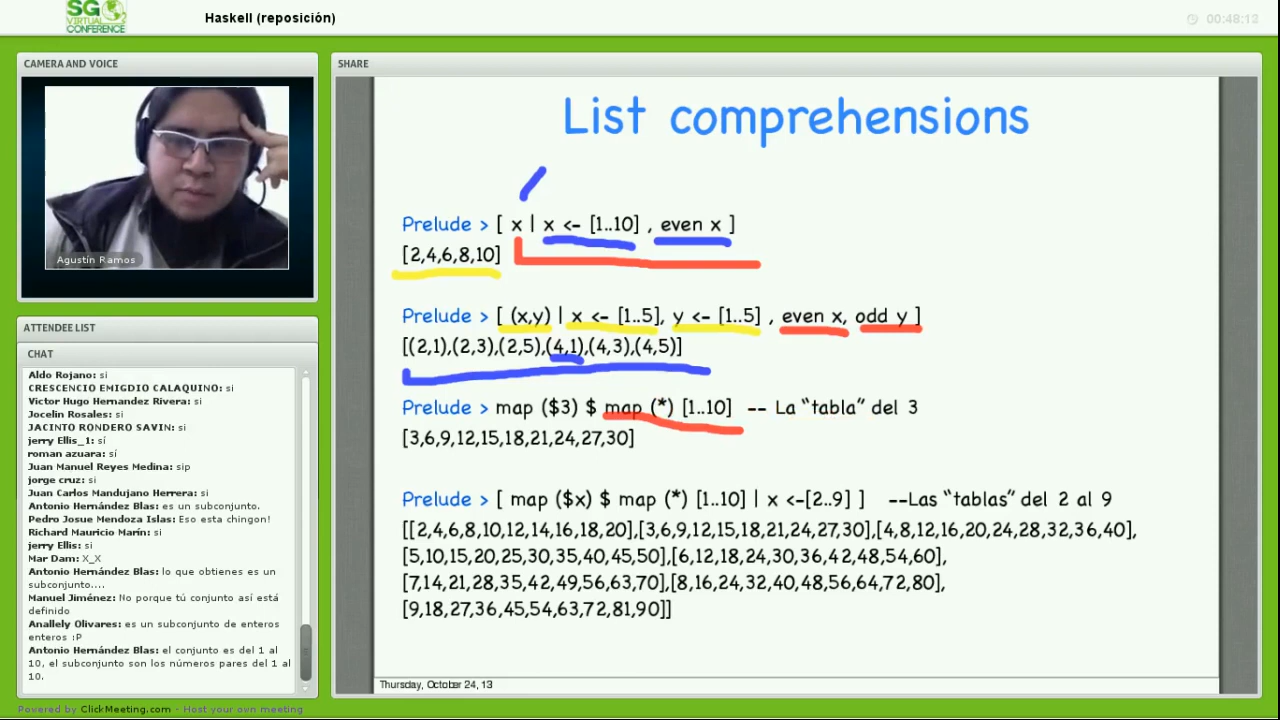 SG
VIRTUAL
CONFERENCE
Haskell (reposición)
00:48:13
CAMERA AND VOICE
Agustín Ramos
ATTENDEE LIST
CHAT
Aldo Rojano: si
CRESCENCIO EMIGDIO CALAQUINO: si
Victor Hugo Hernandez Rivera: si
Jocelin Rosales: si
JACINTO RONDERO SAVIN: si
jerry Ellis_1: sí
roman azuara: sí
Juan Manuel Reyes Medina: sip
jorge cruz: si
Juan Carlos Mandujano Herrera: si
Antonio Hernández Blas: es un subconjunto.
Pedro Josue Mendoza Islas: Eso esta chingon!
Richard Mauricio Marín: si
jerry Ellis: si
Mar Dam: X_X
Antonio Hernández Blas: lo que obtienes es un
subconjunto....
Manuel Jiménez: No porque tú conjunto así está
definido
Anallely Olivares: es un subconjunto de enteros
enteros :P
Antonio Hernández Blas: el conjunto es del 1 al
10, el subconjunto son los números pares del 1 al
10.
SHARE
List comprehensions
Prelude > [ x | x <- [1..10] , even x ]
[2,4,6,8,10]
Prelude > [ (x,y) | x <- [1..5], y <- [1..5] , even x, odd y ]
[(2,1),(2,3),(2,5),(4,1),(4,3),(4,5)]
Prelude > map ($3) $ map (*) [1..10] -- La “tabla” del 3
[3,6,9,12,15,18,21,24,27,30]
Prelude > [ map ($x) $ map (*) [1..10] | x <-[2..9] ] --Las “tablas” del 2 al 9
[[2,4,6,8,10,12,14,16,18,20],[3,6,9,12,15,18,21,24,27,30],[4,8,12,16,20,24,28,32,36,40],
[5,10,15,20,25,30,35,40,45,50],[6,12,18,24,30,36,42,48,54,60],
[7,14,21,28,35,42,49,56,63,70],[8,16,24,32,40,48,56,64,72,80],
[9,18,27,36,45,54,63,72,81,90]]
Thursday, October 24, 13
Powered by ClickMeeting.com - Host your own meeting